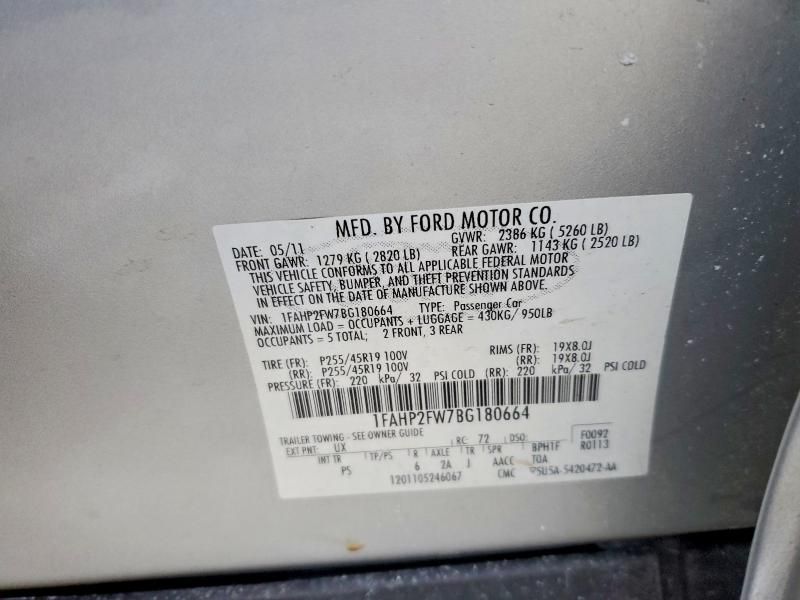 MFD. BY FORD MOTOR CO.
DATE: 05/11 GVWR: 2386 KG ( 5260 LB)
FRONT GAWR: 1279 KG ( 2820 LB) REAR GAWR: 1143 KG ( 2520 LB)
THIS VEHICLE CONFORMS TO ALL APPLICABLE FEDERAL MOTOR
VEHICLE SAFETY, BUMPER, AND THEFT PREVENTION STANDARDS
IN EFFECT ON THE DATE OF MANUFACTURE SHOWN ABOVE.
VIN: 1FAHP2FW7BG180664 TYPE: Passenger Car
MAXIMUM LOAD = OCCUPANTS + LUGGAGE = 430KG/ 950LB
OCCUPANTS = 5 TOTAL; 2 FRONT, 3 REAR
TIRE (FR): P255/45R19 100V RIMS (FR): 19X8.0J
(RR): P255/45R19 100V (RR): 19X8.0J
PRESSURE (FR): 220 kPa/ 32 PSI COLD (RR): 220 kPa/ 32 PSI COLD
1FAHP2FW7BG180664
TRAILER TOWING - SEE OWNER GUIDE F0092
EXT PNT: UX RC: 72 DSO: R0113
INT TR TP/PS R AXLE TR SPR BPHTF
PS 6 2A J AACC TOA
1201105246067 CMC 5U5A-5420472-AA